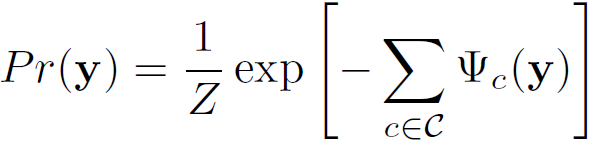 Pr(𝐲) = 1/Z exp [ − ∑_{c∈𝒞} Ψ_c(𝐲) ]